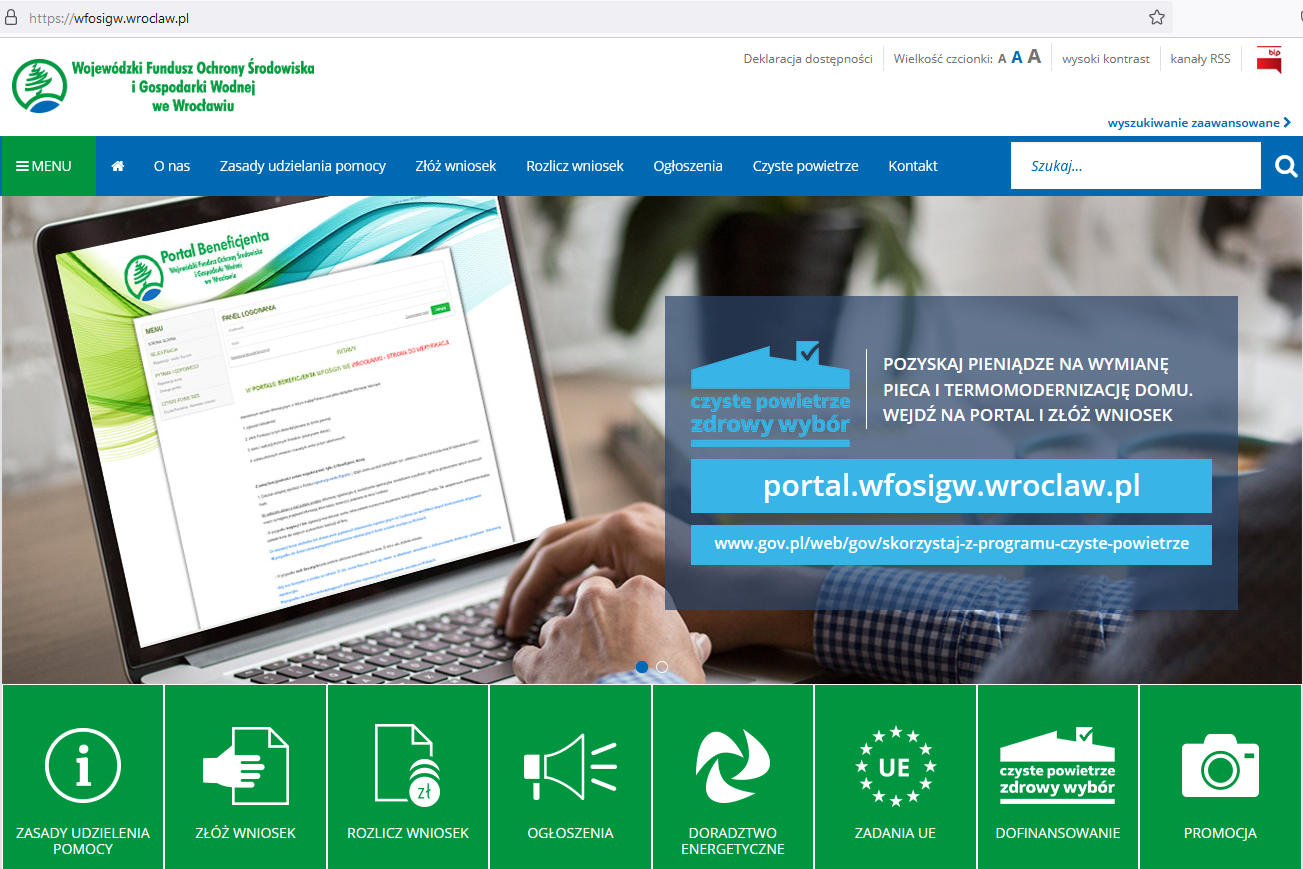 https://wfosigw.wroclaw.pl
Deklaracja dostępności
Wielkość czcionki: A A A
wysoki kontrast
kanały RSS
bip
Wojewódzki Fundusz Ochrony Środowiska
i Gospodarki Wodnej
we Wrocławiu
wyszukiwanie zaawansowane
MENU
O nas
Zasady udzielania pomocy
Złóż wniosek
Rozlicz wniosek
Ogłoszenia
Czyste powietrze
Kontakt
Szukaj...
Portal Beneficjenta
Wojewódzki Fundusz Ochrony Środowiska
i Gospodarki Wodnej
we Wrocławiu
MENU
PANEL LOGOWANIA
czyste powietrze
zdrowy wybór
POZYSKAJ PIENIĄDZE NA WYMIANĘ
PIECA I TERMOMODERNIZACJĘ DOMU.
WEJDŹ NA PORTAL I ZŁÓŻ WNIOSEK
portal.wfosigw.wroclaw.pl
www.gov.pl/web/gov/skorzystaj-z-programu-czyste-powietrze
ZASADY UDZIELENIA
POMOCY
ZŁÓŻ WNIOSEK
zł
ROZLICZ WNIOSEK
OGŁOSZENIA
DORADZTWO
ENERGETYCZNE
UE
ZADANIA UE
czyste powietrze
zdrowy wybór
DOFINANSOWANIE
PROMOCJA